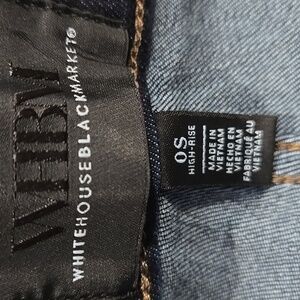 WHBM
WHITEHOUSEBLACKMARKET®
0S
HIGH-RISE
MADE IN
VIETNAM
HECHO EN
VIETNAM
FABRIQUÉ AU
VIETNAM